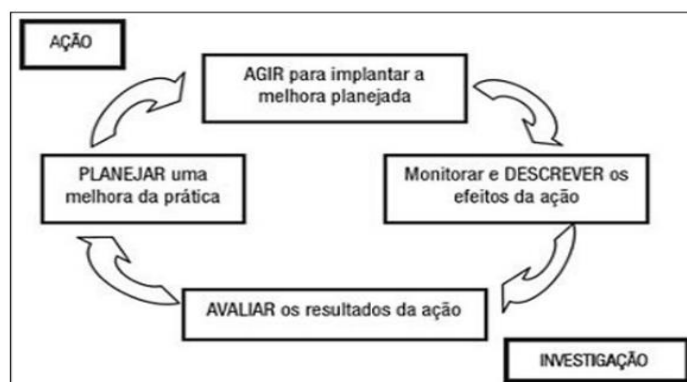 AÇÃO
AGIR para implantar a
melhora planejada
PLANEJAR uma
melhora da prática
Monitorar e DESCREVER os
efeitos da ação
AVALIAR os resultados da ação
INVESTIGAÇÃO